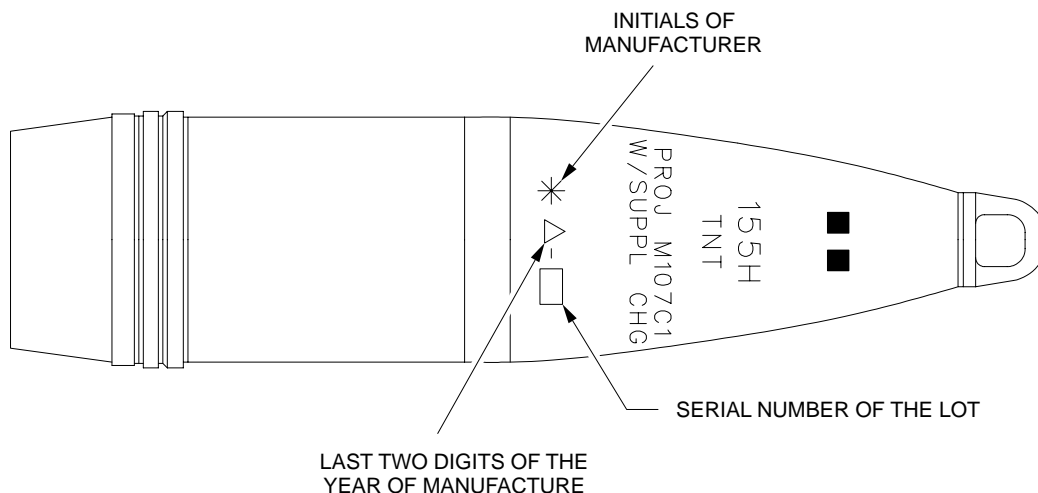 INITIALS OF
MANUFACTURER
155H
TNT
PROJ M107C1
W/SUPPL CHG
SERIAL NUMBER OF THE LOT
LAST TWO DIGITS OF THE
YEAR OF MANUFACTURE